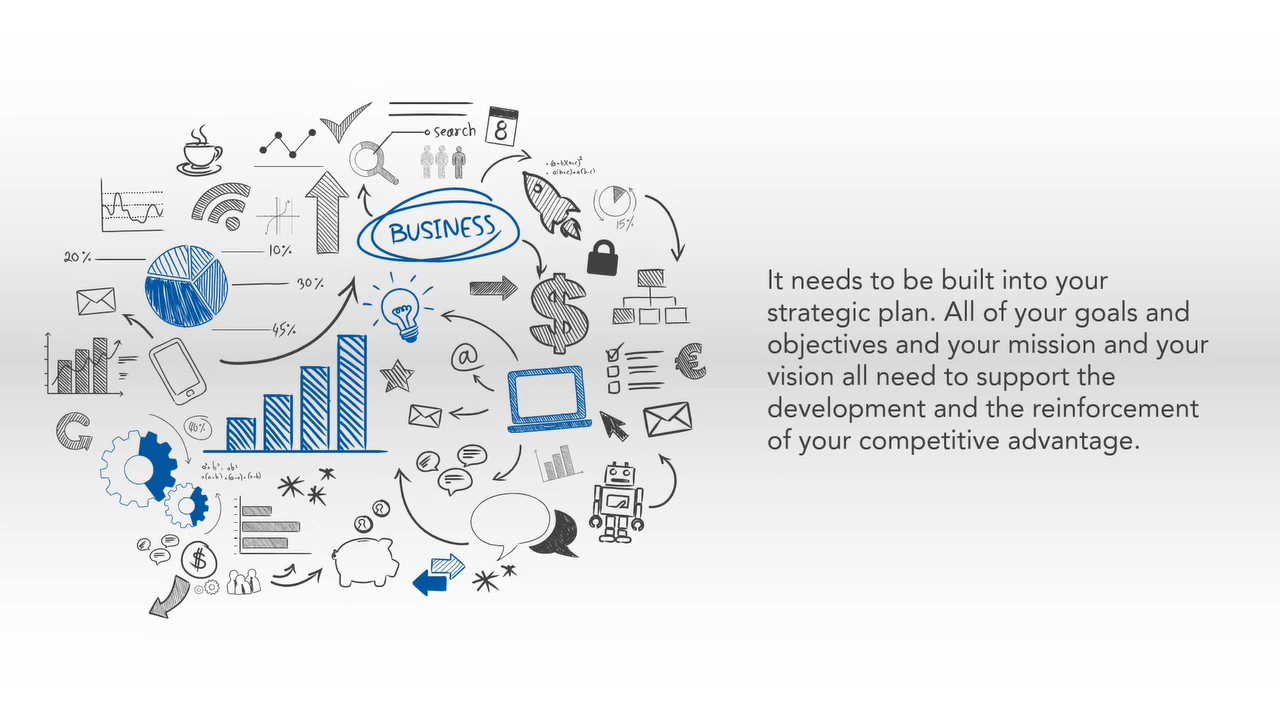 search
8
BUSINESS
15%
20%
10%
30%
45%
@
40%
$
$
€
It needs to be built into your
strategic plan. All of your goals and
objectives and your mission and your
vision all need to support the
development and the reinforcement
of your competitive advantage.